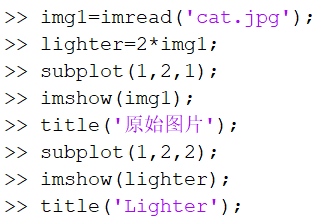 >> img1=imread('cat.jpg');
>> lighter=2*img1;
>> subplot(1,2,1);
>> imshow(img1);
>> title('原始图片');
>> subplot(1,2,2);
>> imshow(lighter);
>> title('Lighter');